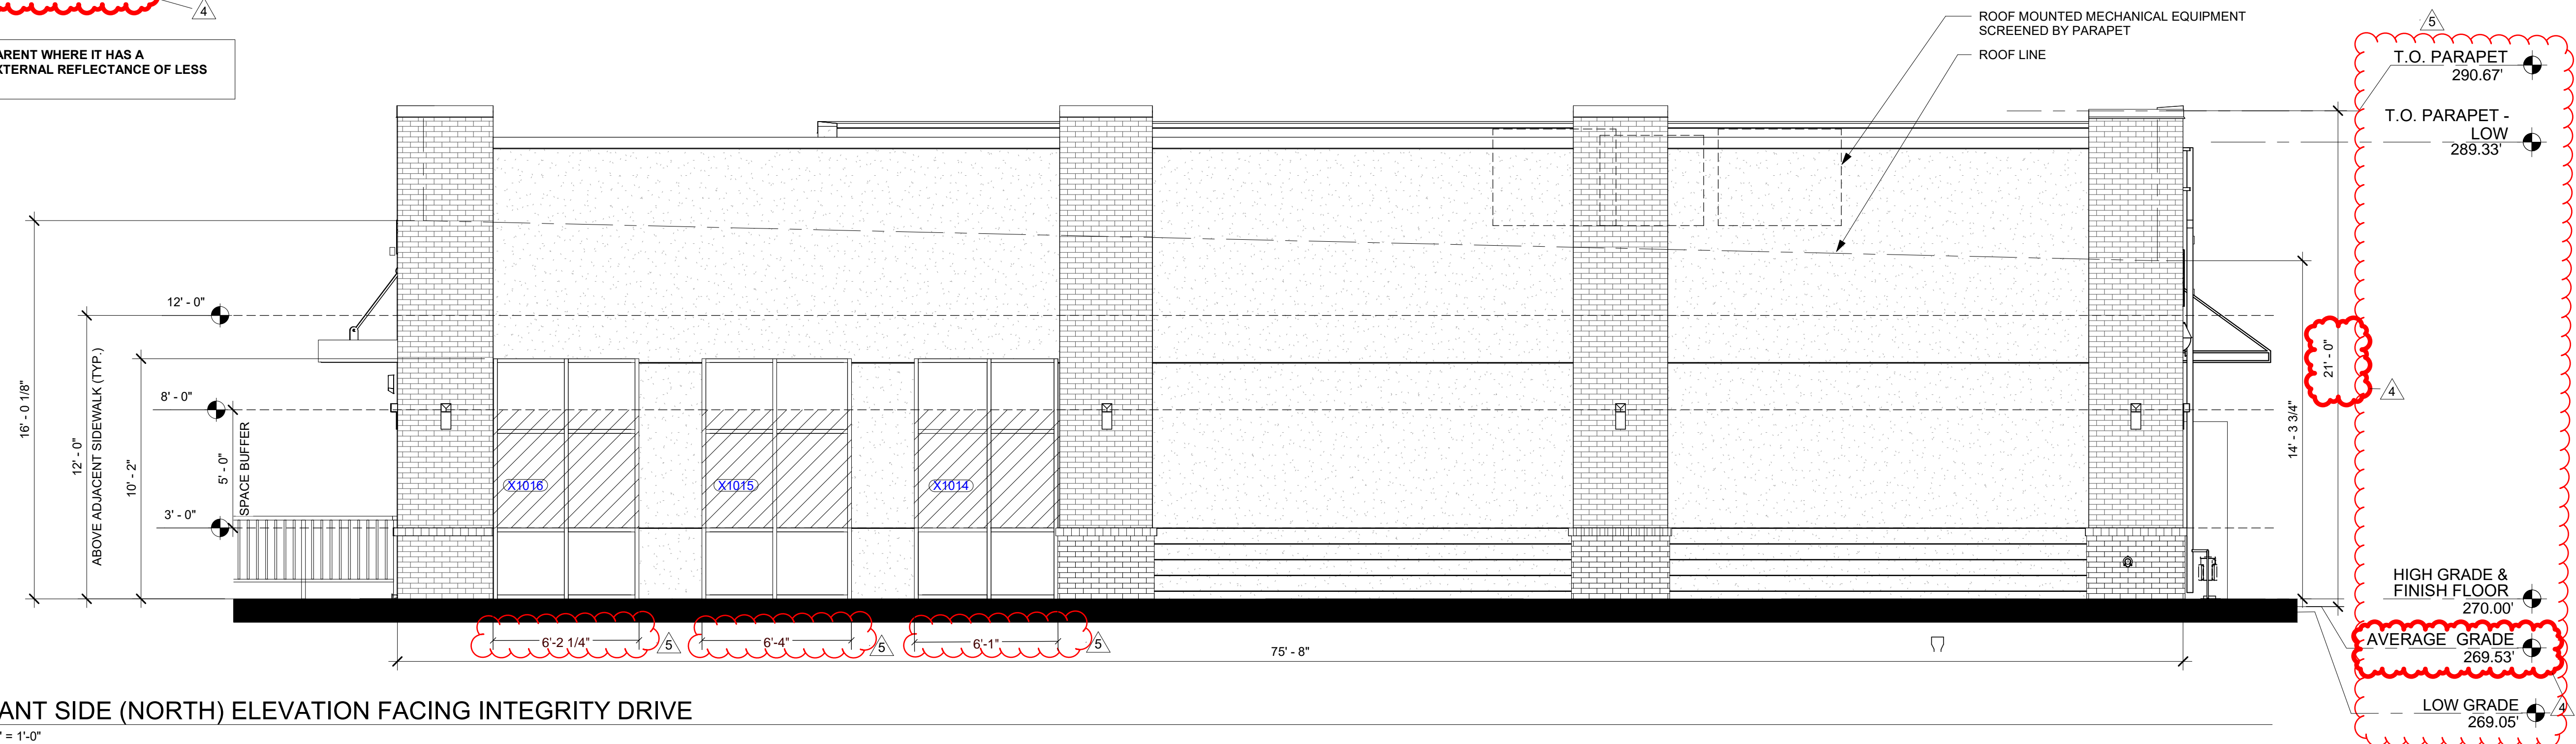 4
ARENT WHERE IT HAS A
XTERNAL REFLECTANCE OF LESS
ROOF MOUNTED MECHANICAL EQUIPMENT
SCREENED BY PARAPET
ROOF LINE
5
T.O. PARAPET
290.67'
T.O. PARAPET -
LOW
289.33'
16' - 0 1/8"
12' - 0"
12' - 0"
ABOVE ADJACENT SIDEWALK (TYP.)
10' - 2"
8' - 0"
5' - 0"
SPACE BUFFER
3' - 0"
X1016
X1015
X1014
21' - 0"
4
14' - 3 3/4"
HIGH GRADE &
FINISH FLOOR
270.00'
AVERAGE GRADE
269.53'
LOW GRADE
269.05'
4
6'-2 1/4"
5
6'-4"
5
6'-1"
5
75' - 8"
ANT SIDE (NORTH) ELEVATION FACING INTEGRITY DRIVE
" = 1'-0"